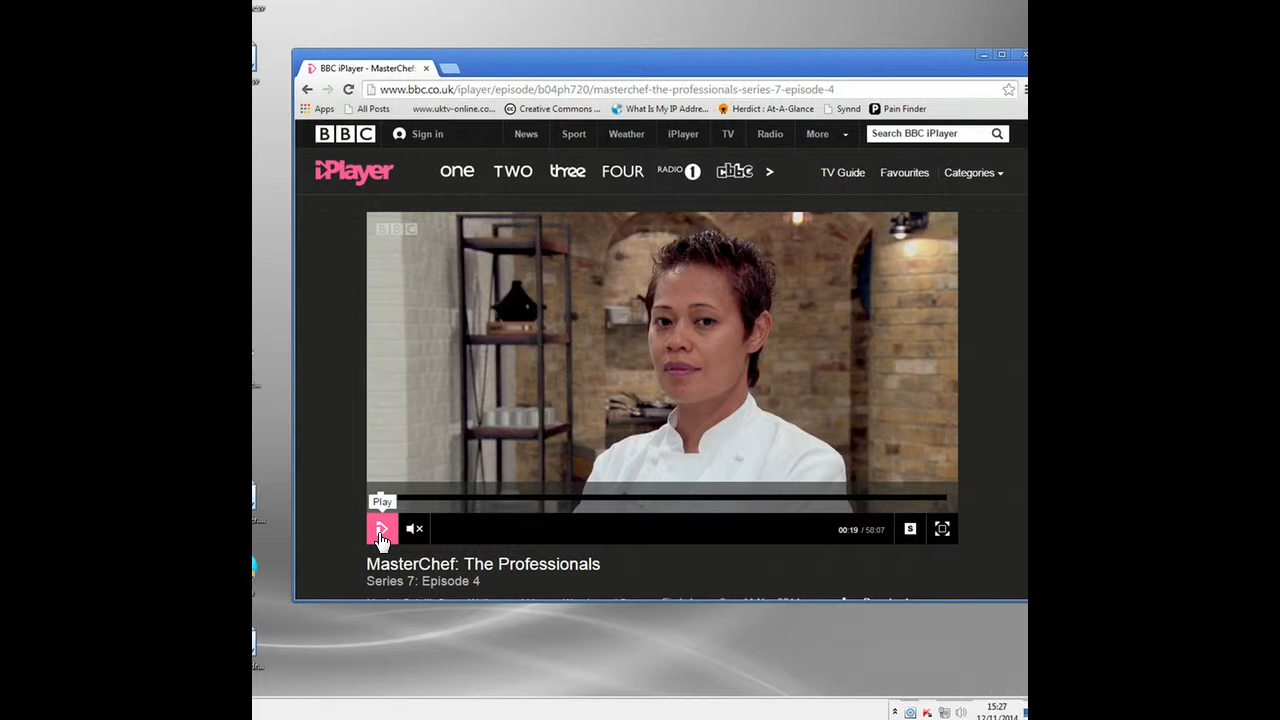 BBC iPlayer - MasterChef:
www.bbc.co.uk/iplayer/episode/b04ph720/masterchef-the-professionals-series-7-episode-4
Apps All Posts www.uktv-online.co... Creative Commons ... What Is My IP Addre... Herdict : At-A-Glance Synnd Pain Finder
BBC Sign in News Sport Weather iPlayer TV Radio More Search BBC iPlayer
iPlayer one TWO three FOUR RADIO 1 cbbc > TV Guide Favourites Categories
BBC
Play
00:19 / 58:07 S
MasterChef: The Professionals
Series 7: Episode 4
15:27
12/11/2014